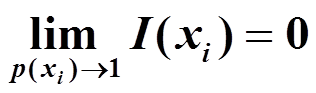 lim I(xᵢ) = 0
p(xᵢ)→1